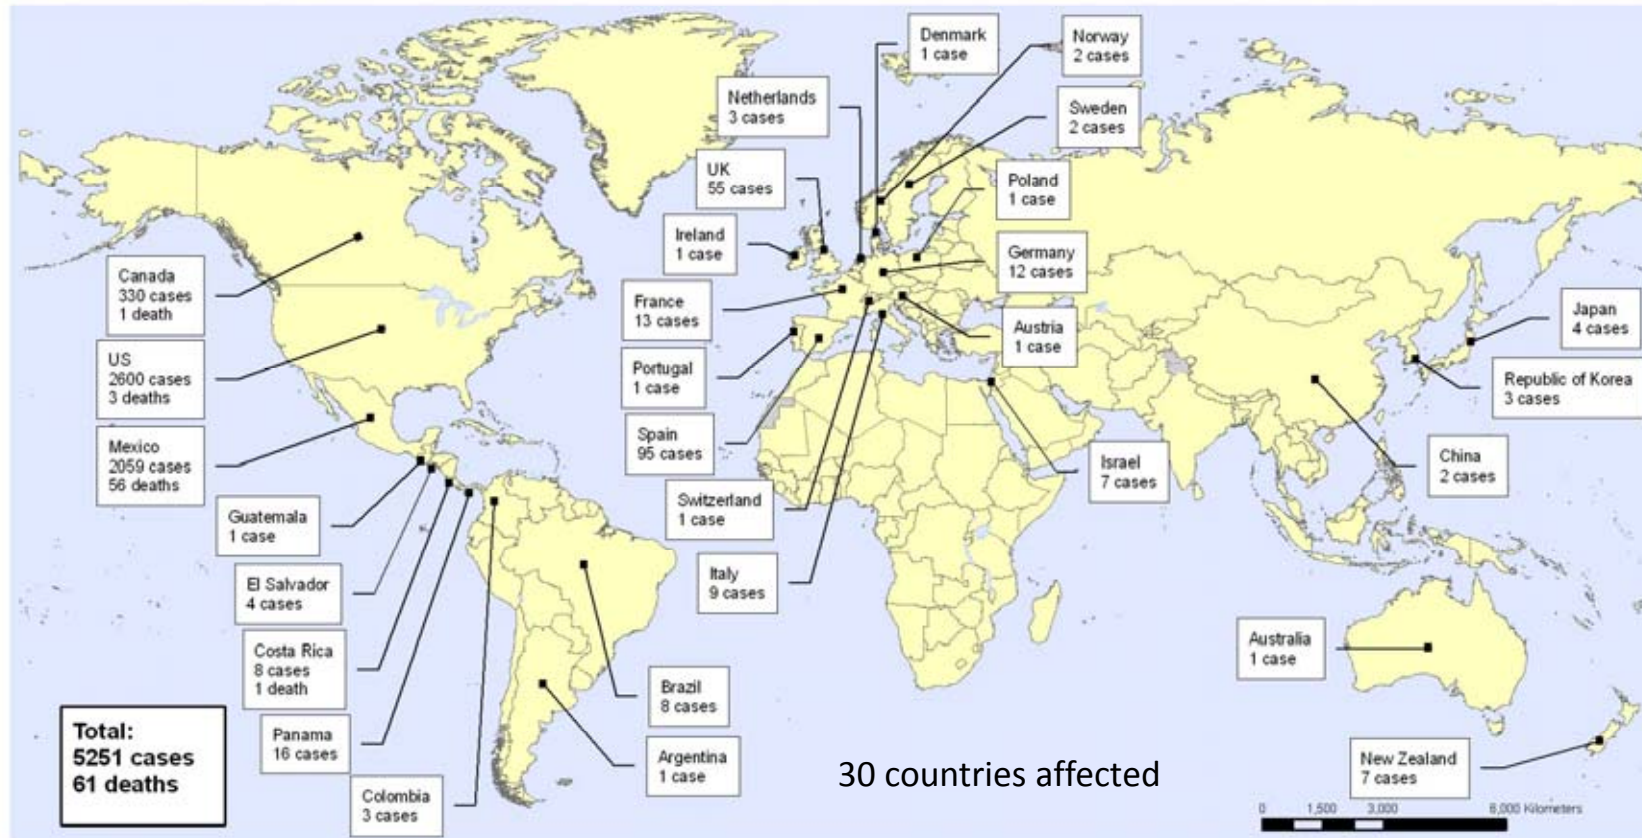 Denmark
1 case
Norway
2 cases
Netherlands
3 cases
Sweden
2 cases
UK
55 cases
Poland
1 case
Ireland
1 case
Germany
12 cases
Canada
330 cases
1 death
France
13 cases
Austria
1 case
Japan
4 cases
US
2600 cases
3 deaths
Portugal
1 case
Republic of Korea
3 cases
Mexico
2059 cases
56 deaths
Spain
95 cases
Israel
7 cases
China
2 cases
Switzerland
1 case
Guatemala
1 case
Italy
9 cases
El Salvador
4 cases
Costa Rica
8 cases
1 death
Australia
1 case
Brazil
8 cases
Panama
16 cases
Argentina
1 case
New Zealand
7 cases
Colombia
3 cases
Total:
5251 cases
61 deaths
30 countries affected
0 1,500 3,000 6,000 Kilometers